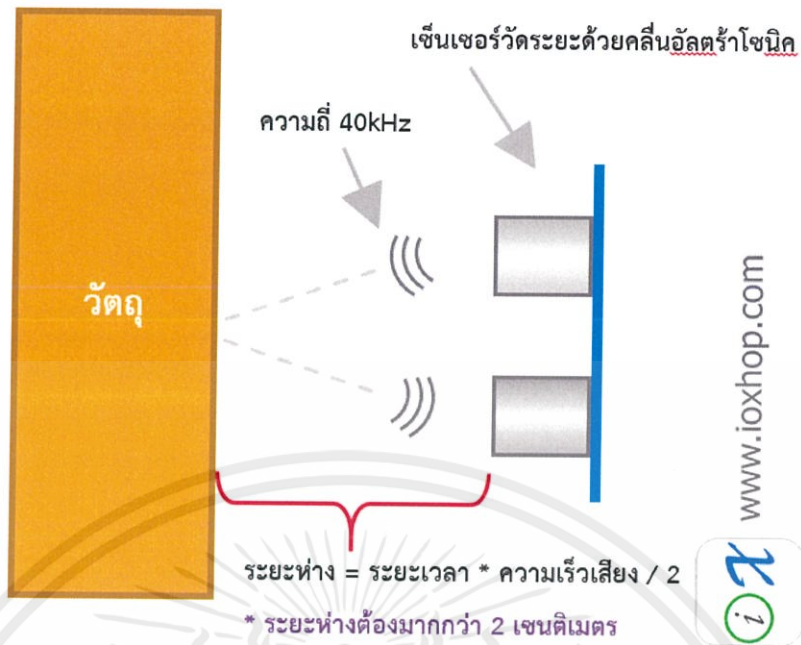 เซ็นเซอร์วัดระยะด้วยคลื่นอัลตร้าโซนิค
ความถี่ 40kHz
วัตถุ
ระยะห่าง = ระยะเวลา * ความเร็วเสียง / 2
* ระยะห่างต้องมากกว่า 2 เซนติเมตร
www.ioxhop.com
iX